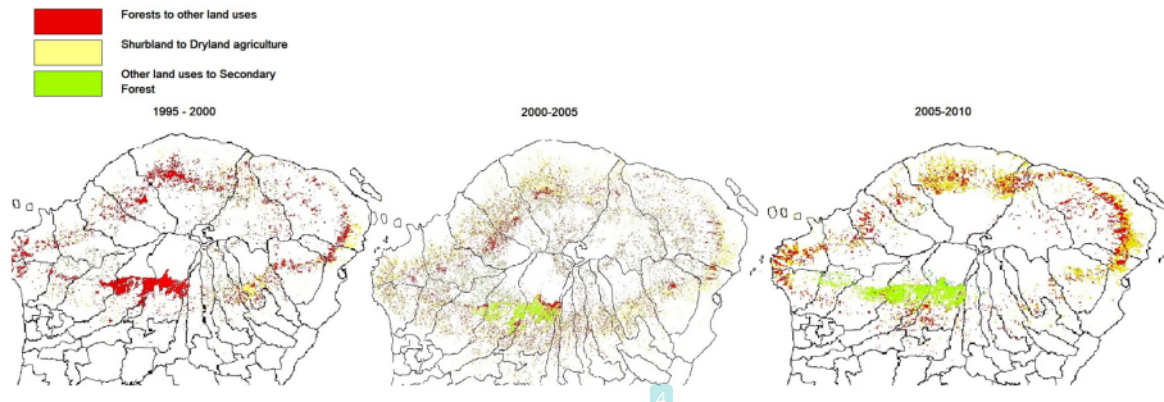 Forests to other land uses
Shurbland to Dryland agriculture
Other land uses to Secondary
Forest
1995 - 2000
2000-2005
2005-2010
4